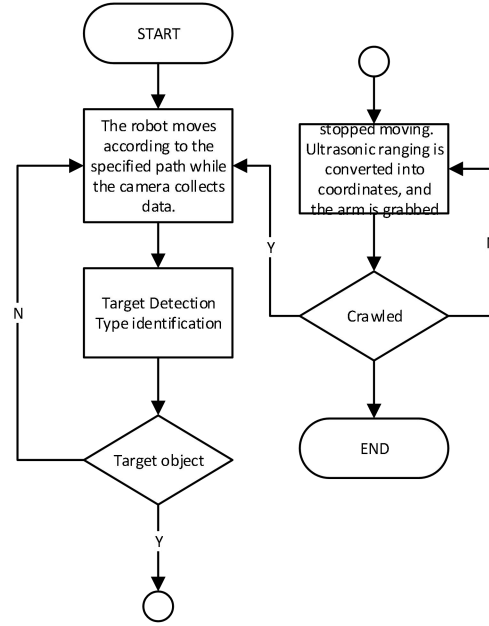 START
The robot moves
according to the
specified path while
the camera collects
data.
Target Detection
Type identification
N
Target object
Y
stopped moving.
Ultrasonic ranging is
converted into
coordinates, and
the arm is grabbed
Y
Crawled
END